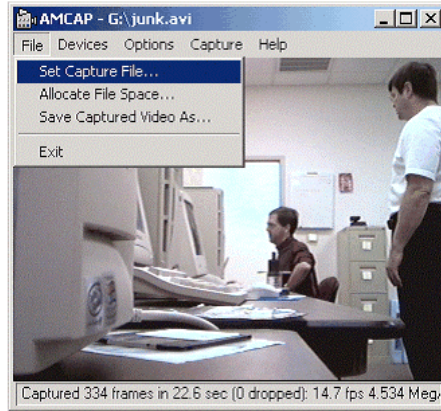 AMCAP - G:\junk.avi
File Devices Options Capture Help
Set Capture File...
Allocate File Space...
Save Captured Video As...
Exit
Captured 334 frames in 22.6 sec (0 dropped): 14.7 fps 4.534 Meg/